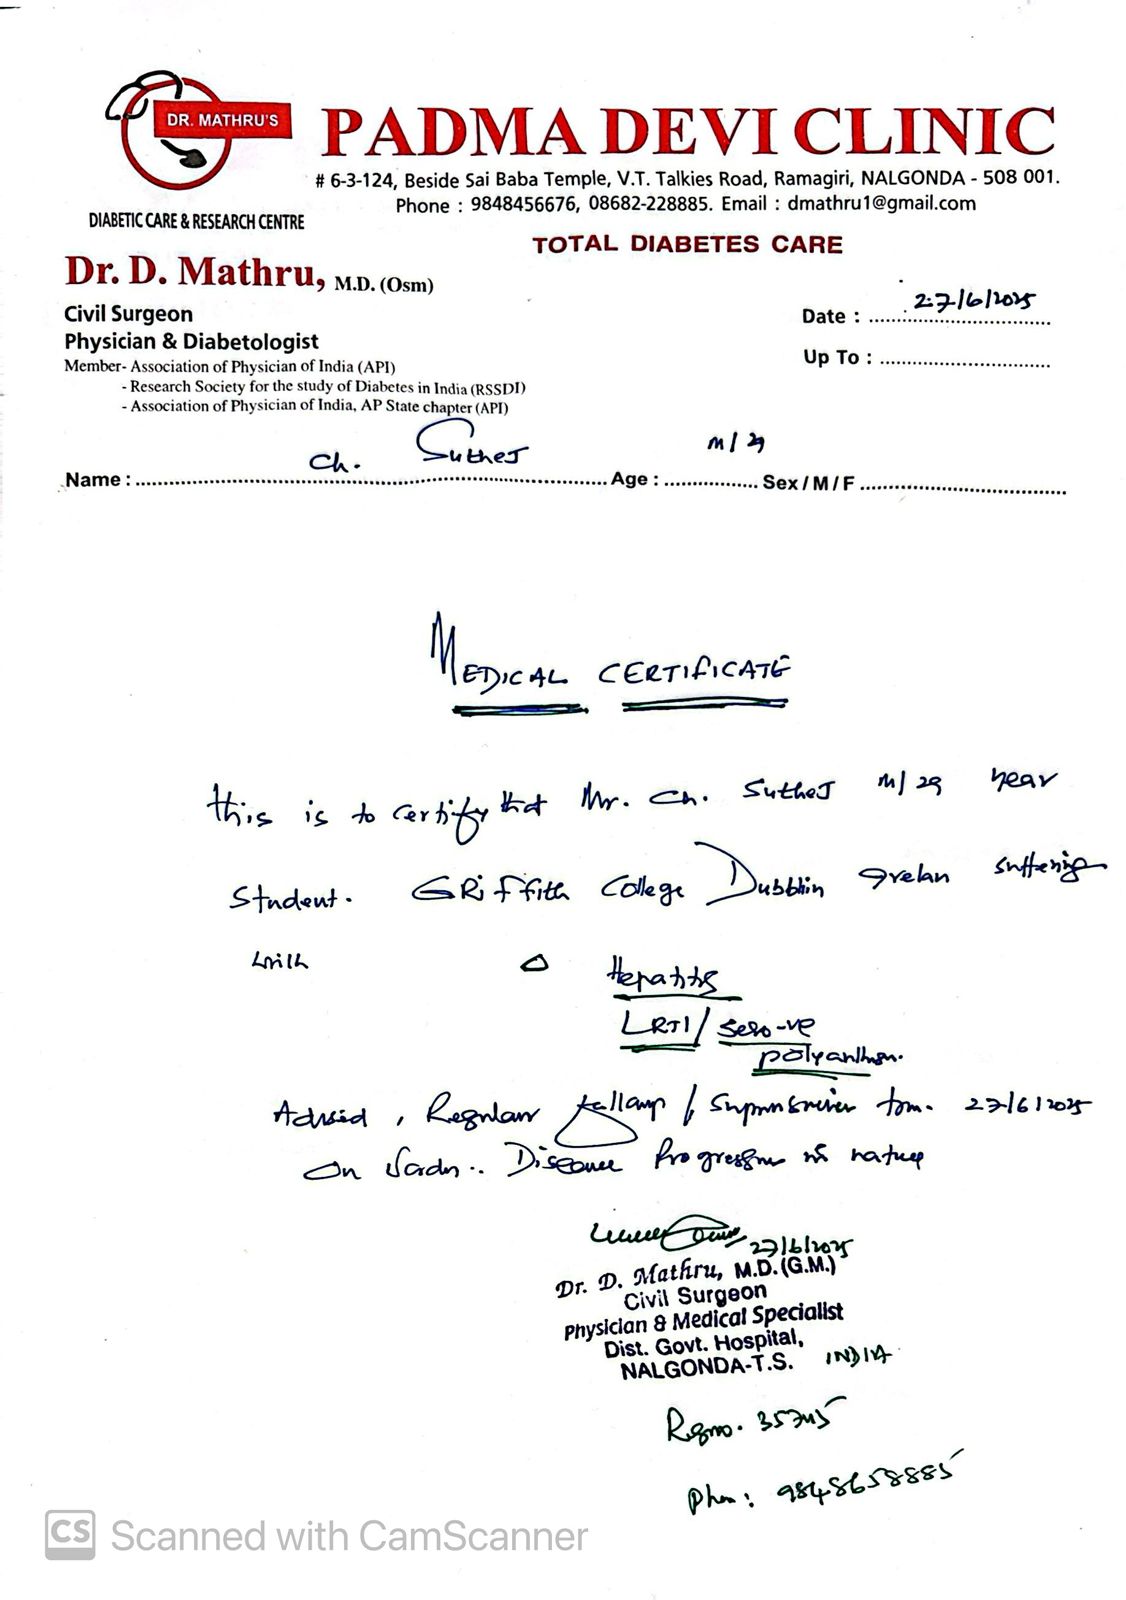 DR. MATHRU'S
PADMA DEVI CLINIC
# 6-3-124, Beside Sai Baba Temple, V.T. Talkies Road, Ramagiri, NALGONDA - 508 001.
Phone : 9848456676, 08682-228885. Email : dmathru1@gmail.com
DIABETIC CARE & RESEARCH CENTRE
TOTAL DIABETES CARE
Dr. D. Mathru, M.D. (Osm)
Civil Surgeon
Physician & Diabetologist
Member- Association of Physician of India (API)
- Research Society for the study of Diabetes in India (RSSDI)
- Association of Physician of India, AP State chapter (API)
Date : 27/6/2025
Up To :
Name : Ch. SutheJ Age : M/29 Sex / M / F
MEDICAL CERTIFICATE
this is to certify that Mr. Ch. SutheJ M/29 year
Student. GRiffith College Dubblin Irelan suffering
with Δ Hepatitis
LRTI / Sero-ve
Advised, Regular / from. 27/6/2025
On Disease Progressive in nature
27/6/2025
Dr. D. Mathru, M.D.(G.M.)
Civil Surgeon
Physician & Medical Specialist
Dist. Govt. Hospital,
NALGONDA-T.S. INDIA
Regno. 35745
Phon: 9848658885
CS Scanned with CamScanner